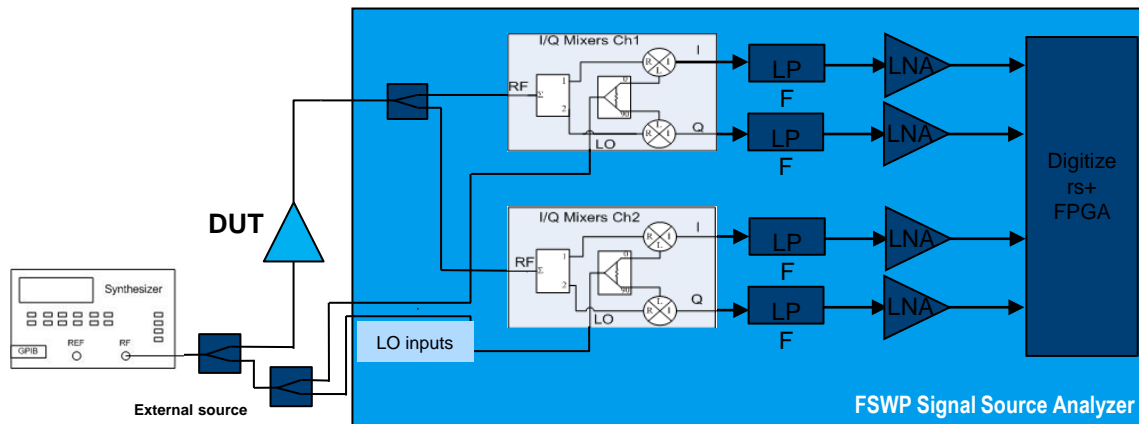 I/Q Mixers Ch1
I
RF
Σ
1
2
0
90
R
I
L
L
R
I
Q
LO
LP
F
LNA
LP
F
LNA
Digitize
rs+
FPGA
DUT
I/Q Mixers Ch2
I
RF
Σ
1
2
0
90
R
I
L
L
R
I
Q
LO
LP
F
LNA
LP
F
LNA
Synthesizer
GPIB
REF
RF
LO inputs
External source
FSWP Signal Source Analyzer